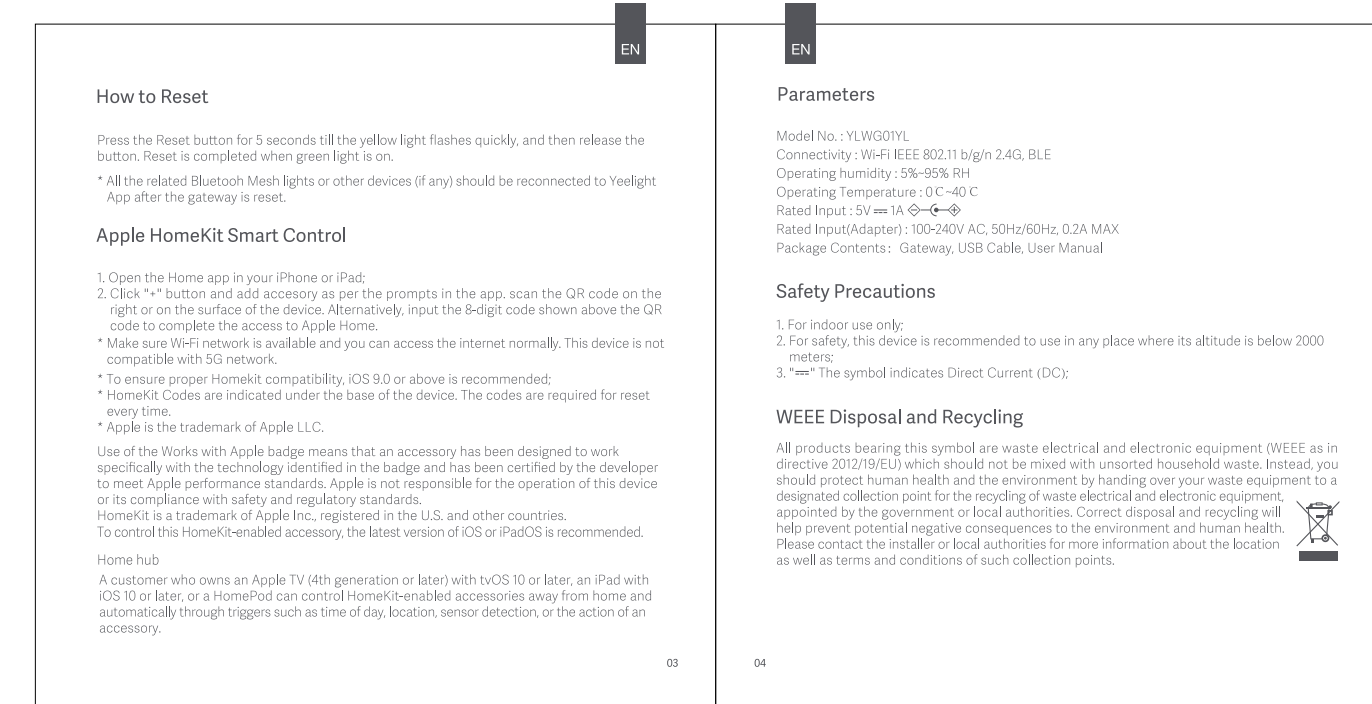 EN
How to Reset
Press the Reset button for 5 seconds till the yellow light flashes quickly, and then release the
button. Reset is completed when green light is on.
* All the related Bluetooh Mesh lights or other devices (if any) should be reconnected to Yeelight
App after the gateway is reset.
Apple HomeKit Smart Control
1. Open the Home app in your iPhone or iPad;
2. Click "+" button and add accesory as per the prompts in the app. scan the QR code on the
right or on the surface of the device. Alternatively, input the 8-digit code shown above the QR
code to complete the access to Apple Home.
* Make sure Wi-Fi network is available and you can access the internet normally. This device is not
compatible with 5G network.
* To ensure proper Homekit compatibility, iOS 9.0 or above is recommended;
* HomeKit Codes are indicated under the base of the device. The codes are required for reset
every time.
* Apple is the trademark of Apple LLC.
Use of the Works with Apple badge means that an accessory has been designed to work
specifically with the technology identified in the badge and has been certified by the developer
to meet Apple performance standards. Apple is not responsible for the operation of this device
or its compliance with safety and regulatory standards.
HomeKit is a trademark of Apple Inc., registered in the U.S. and other countries.
To control this HomeKit-enabled accessory, the latest version of iOS or iPadOS is recommended.
Home hub
A customer who owns an Apple TV (4th generation or later) with tvOS 10 or later, an iPad with
iOS 10 or later, or a HomePod can control HomeKit-enabled accessories away from home and
automatically through triggers such as time of day, location, sensor detection, or the action of an
accessory.
03
EN
Parameters
Model No. : YLWG01YL
Connectivity : Wi-Fi IEEE 802.11 b/g/n 2.4G, BLE
Operating humidity : 5%~95% RH
Operating Temperature : 0℃~40℃
Rated Input : 5V ⎓ 1A
Rated Input(Adapter) : 100-240V AC, 50Hz/60Hz, 0.2A MAX
Package Contents : Gateway, USB Cable, User Manual
Safety Precautions
1. For indoor use only;
2. For safety, this device is recommended to use in any place where its altitude is below 2000
meters;
3. "⎓" The symbol indicates Direct Current (DC);
WEEE Disposal and Recycling
All products bearing this symbol are waste electrical and electronic equipment (WEEE as in
directive 2012/19/EU) which should not be mixed with unsorted household waste. Instead, you
should protect human health and the environment by handing over your waste equipment to a
designated collection point for the recycling of waste electrical and electronic equipment,
appointed by the government or local authorities. Correct disposal and recycling will
help prevent potential negative consequences to the environment and human health.
Please contact the installer or local authorities for more information about the location
as well as terms and conditions of such collection points.
04